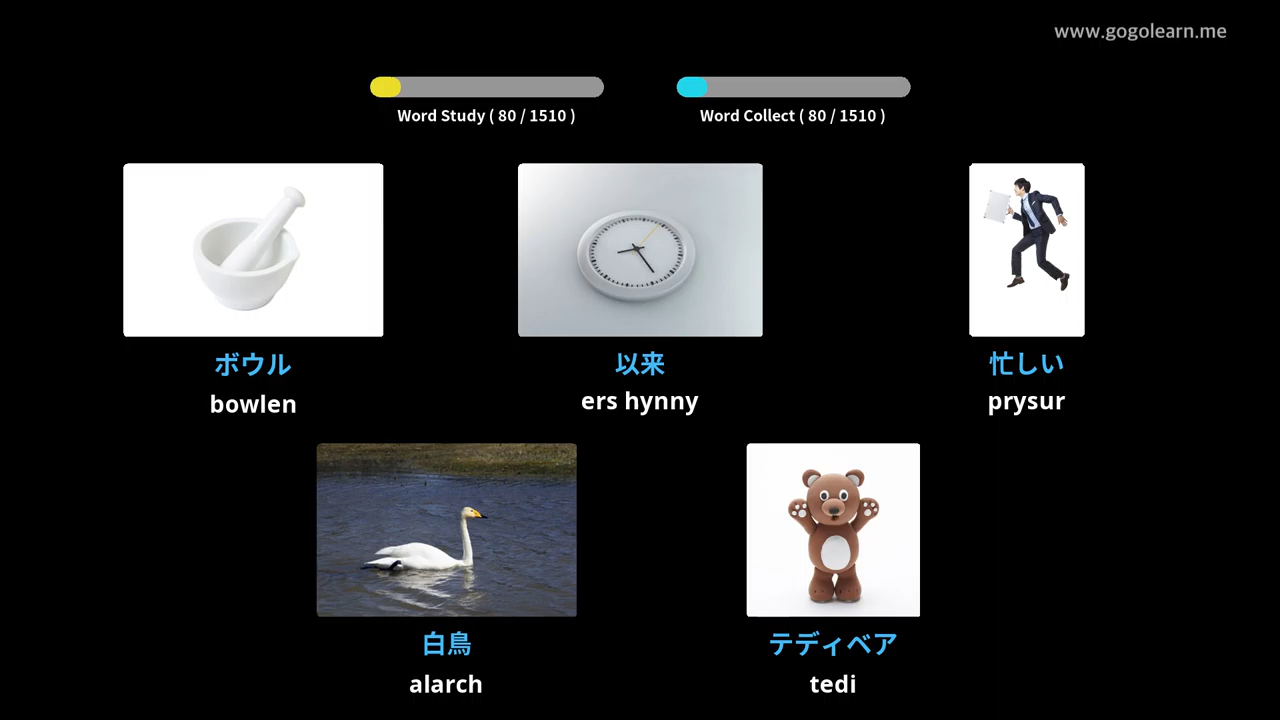 www.gogolearn.me
Word Study ( 80 / 1510 )
Word Collect ( 80 / 1510 )
ボウル
bowlen
以来
ers hynny
忙しい
prysur
白鳥
alarch
テディベア
tedi